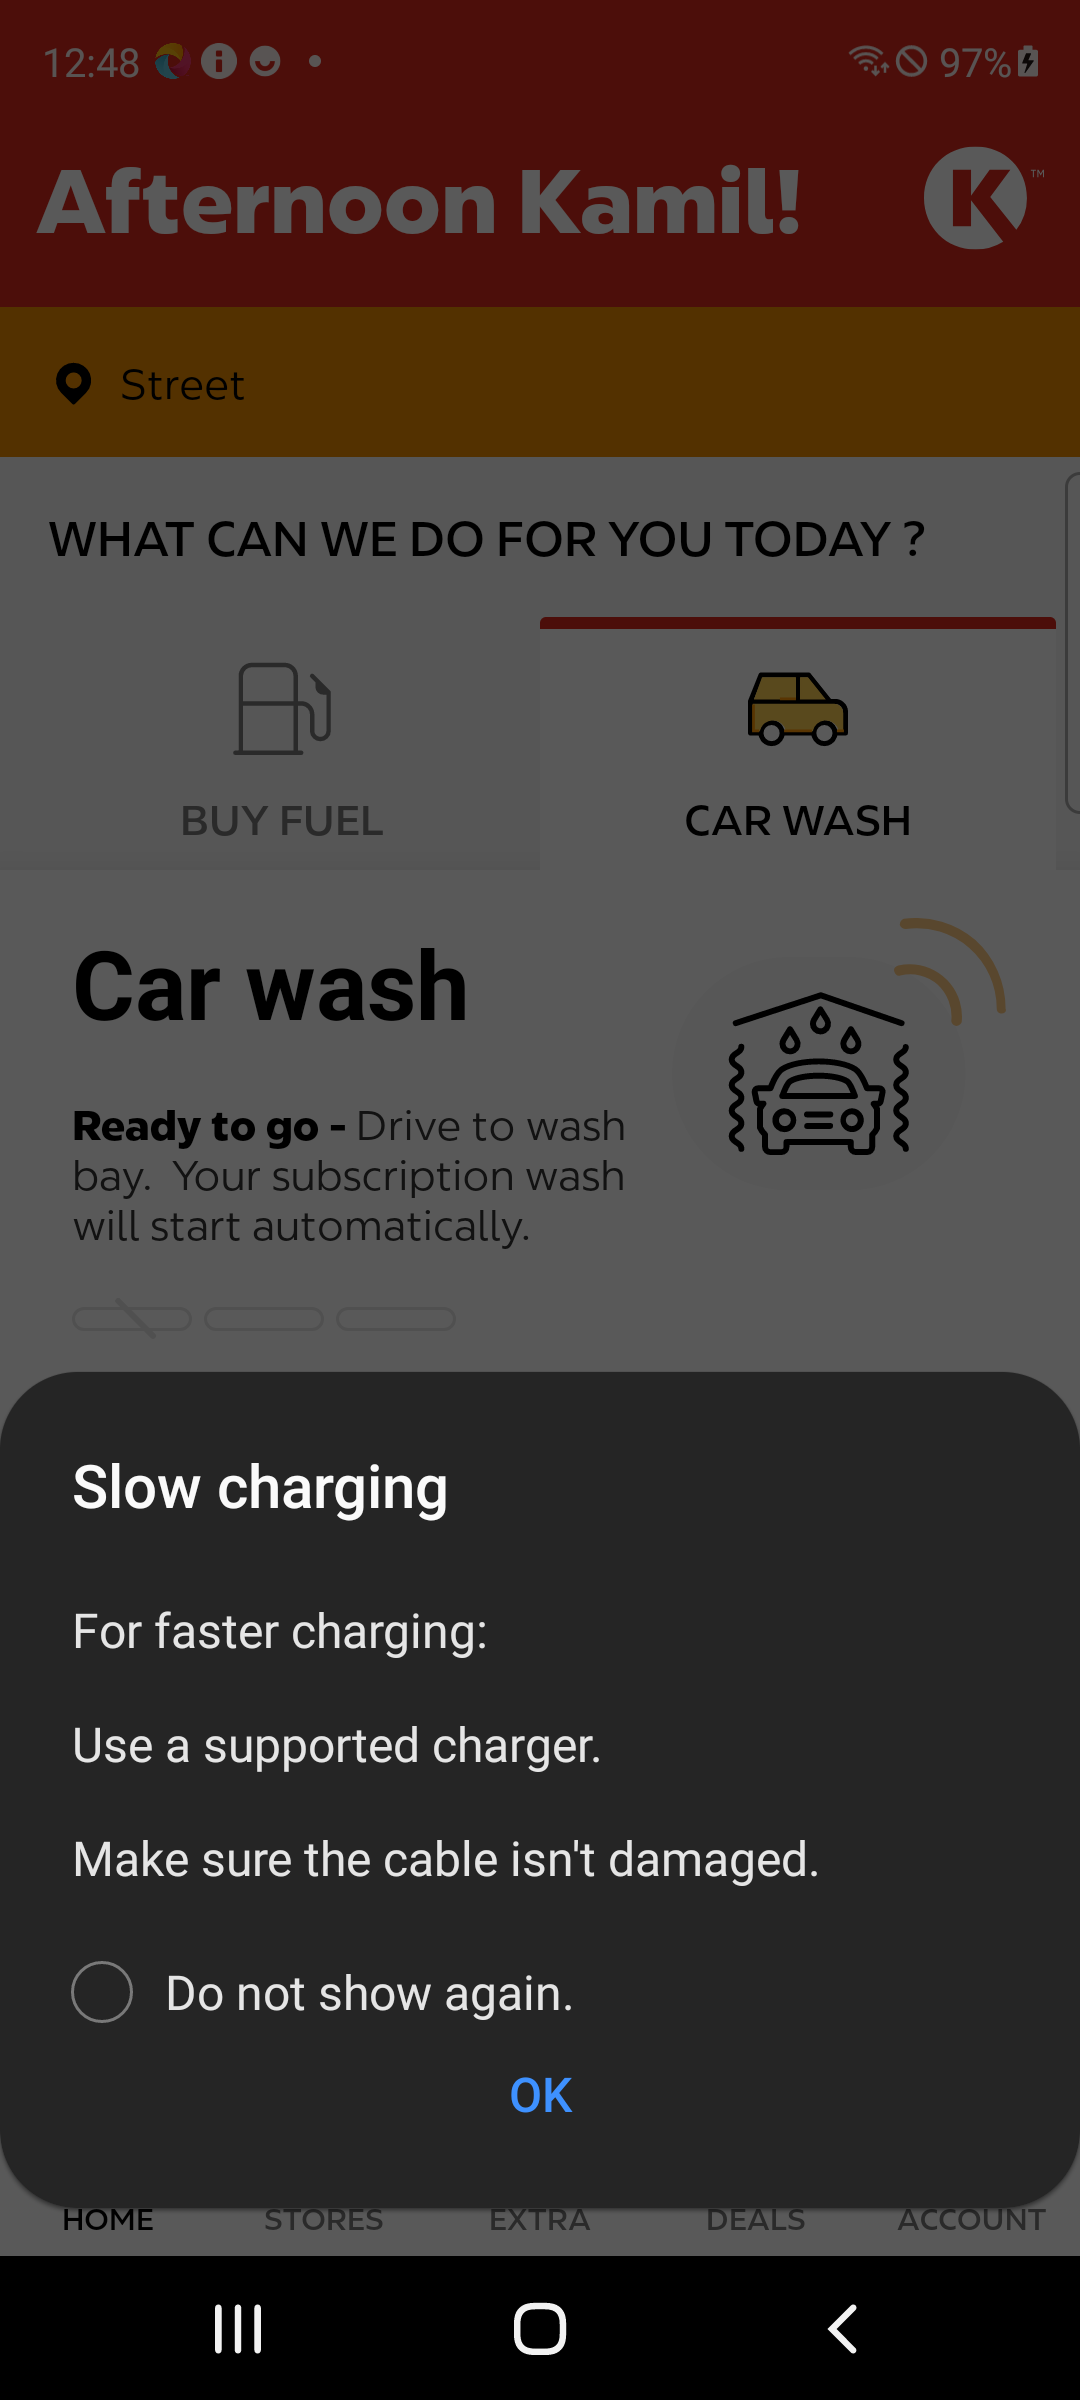 12:48
97%
Afternoon Kamil!
K
TM
Street
WHAT CAN WE DO FOR YOU TODAY ?
BUY FUEL
CAR WASH
Car wash
Ready to go - Drive to wash
bay. Your subscription wash
will start automatically.
Slow charging
For faster charging:
Use a supported charger.
Make sure the cable isn't damaged.
Do not show again.
OK
HOME
STORES
EXTRA
DEALS
ACCOUNT